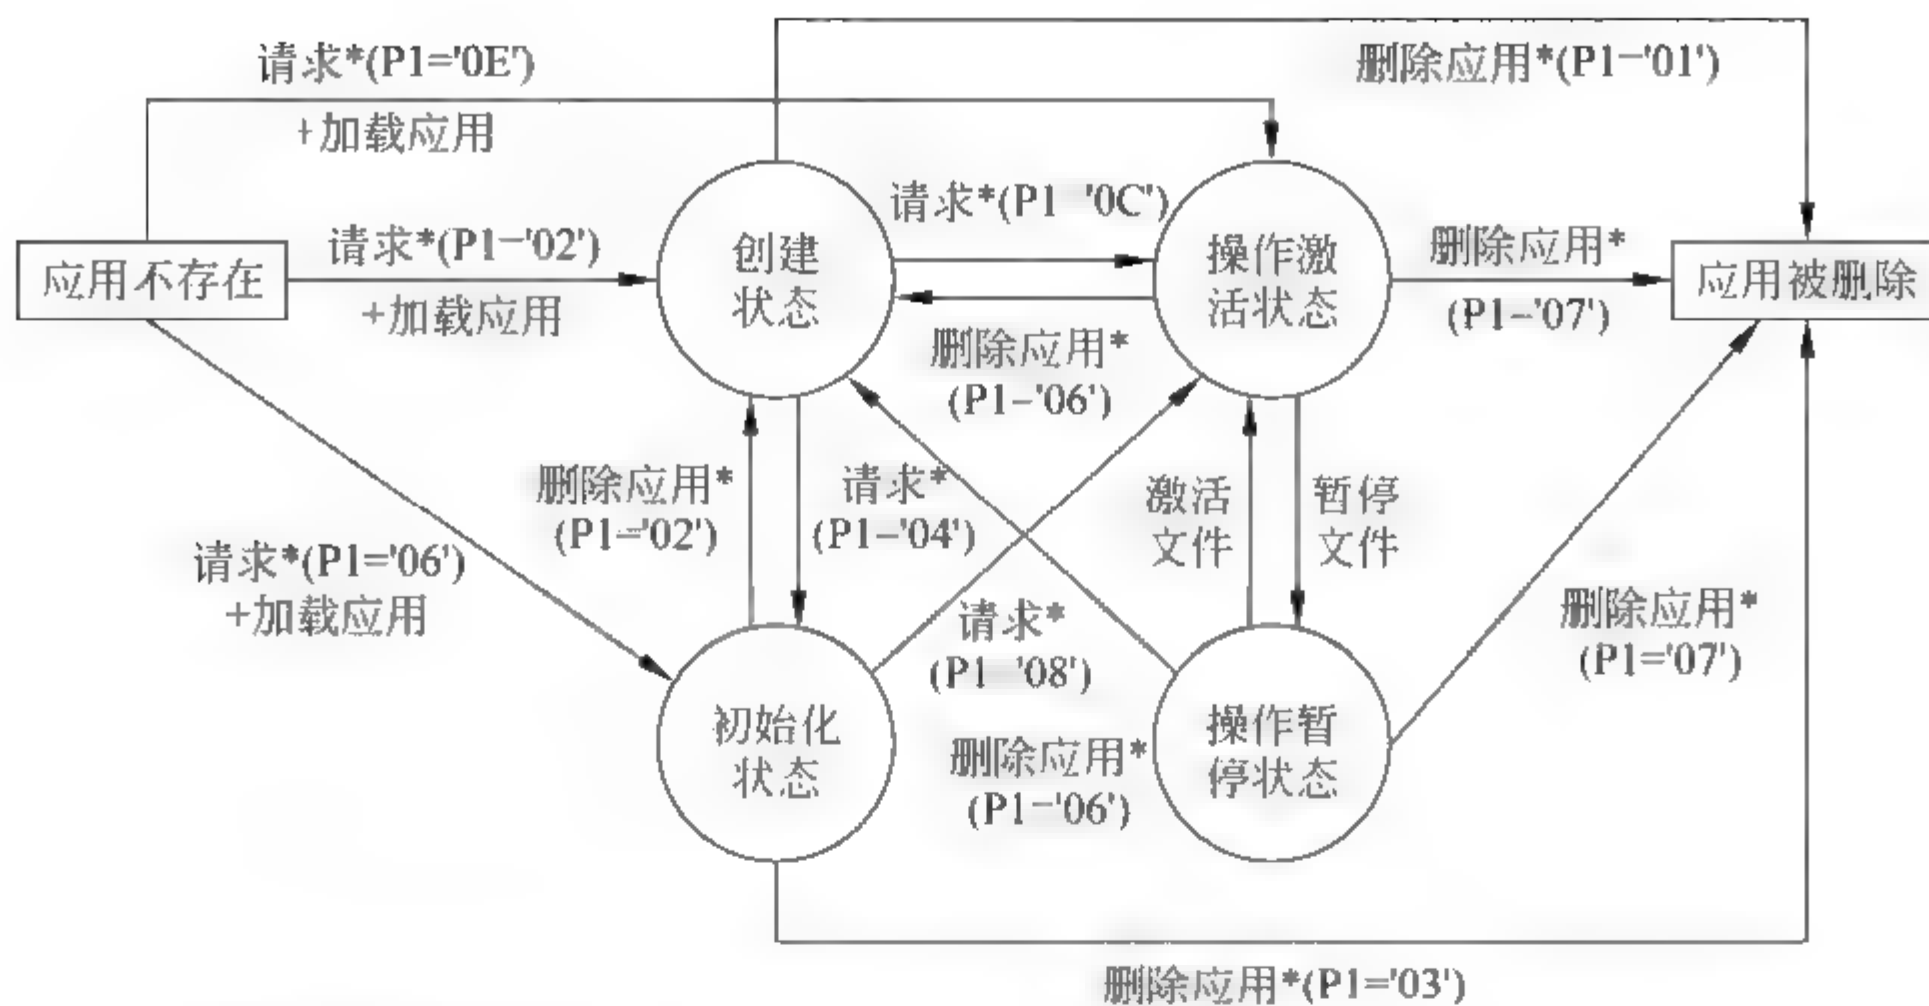 请求*(P1='0E')
+加载应用
删除应用*(P1-'01')
请求*(P1-'02')
+加载应用
应用不存在
创建
状态
请求*(P1-'0C')
操作激
活状态
删除应用*
(P1-'07')
应用被删除
删除应用*
(P1-'06')
删除应用*
(P1-'02')
请求*
(P1-'04')
激活
文件
暂停
文件
请求*(P1='06')
+加载应用
请求*
(P1-'08')
删除应用*
(P1='07')
初始化
状态
删除应用*
(P1-'06')
操作暂
停状态
删除应用*(P1='03')